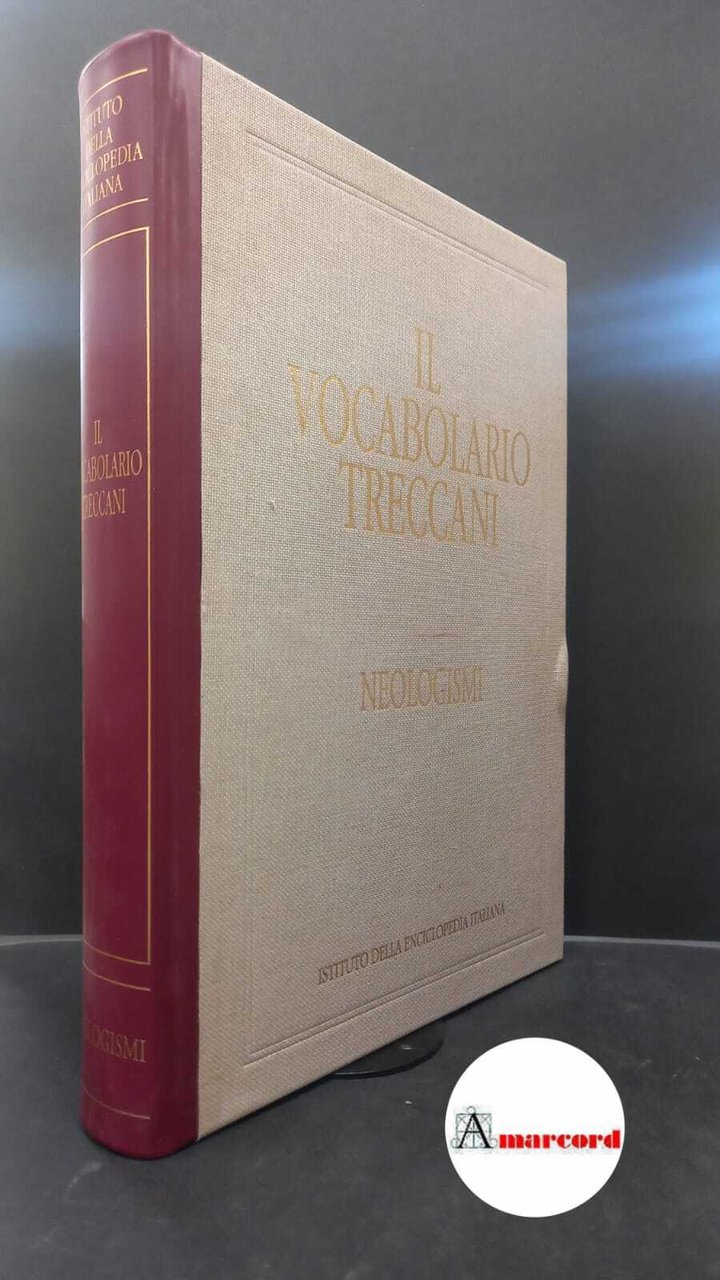 ISTITUTO
DELLA
ENCICLOPEDIA
ITALIANA
IL
VOCABOLARIO
TRECCANI
NEOLOGISMI
IL
VOCABOLARIO
TRECCANI
NEOLOGISMI
ISTITUTO DELLA ENCICLOPEDIA ITALIANA
Amarcord